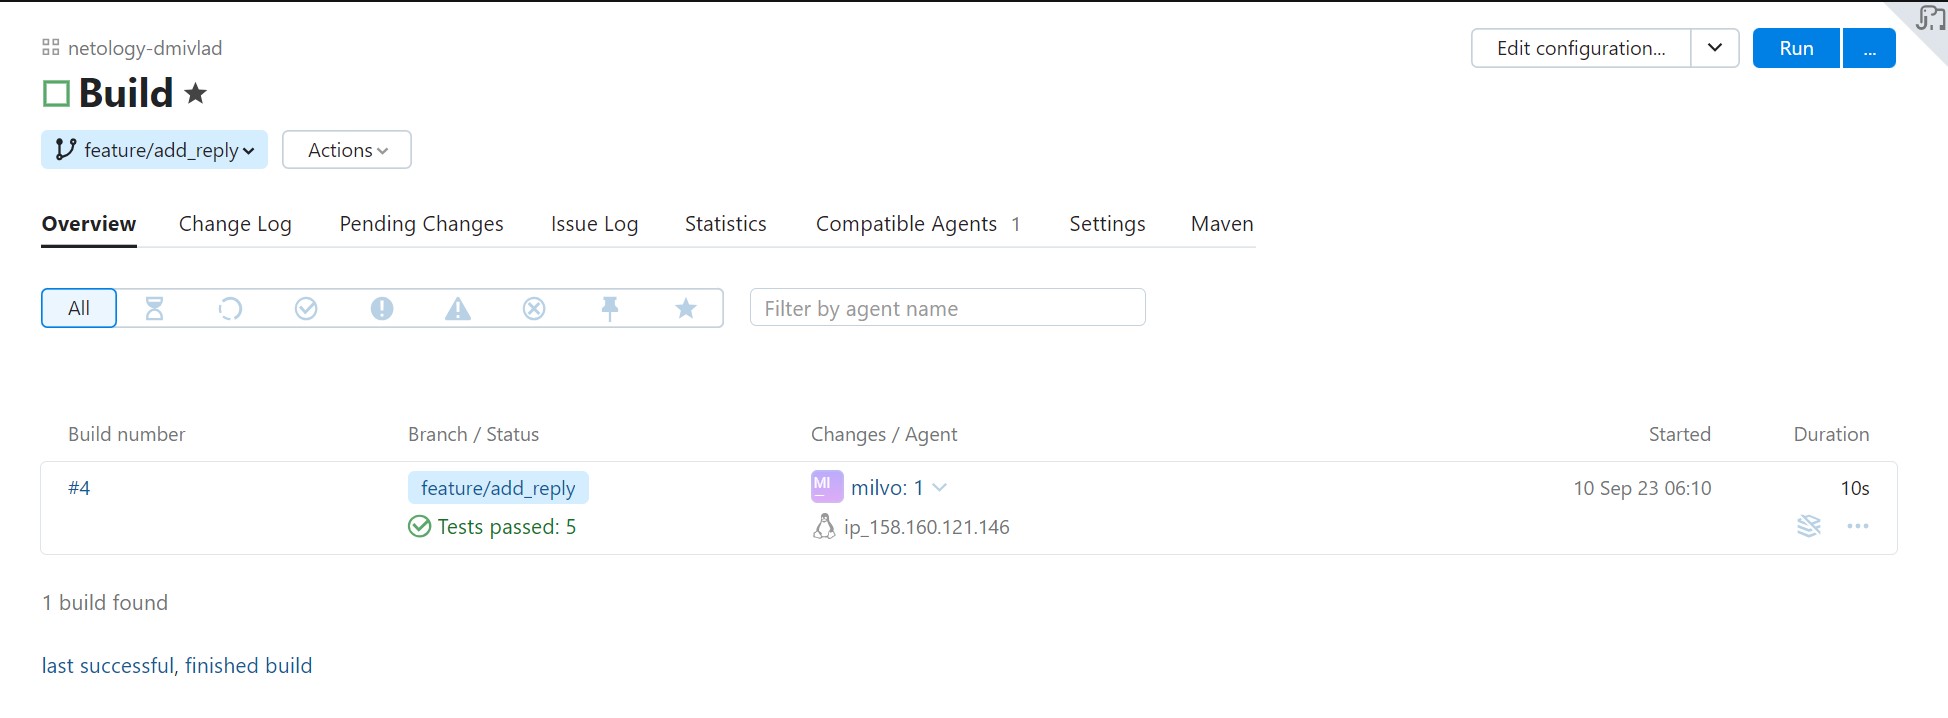 netology-dmivlad
Edit configuration...
Run
...
Build
feature/add_reply
Actions
Overview Change Log Pending Changes Issue Log Statistics Compatible Agents 1 Settings Maven
All
Filter by agent name
Build number Branch / Status Changes / Agent Started Duration
#4 feature/add_reply MI milvo: 1 10 Sep 23 06:10 10s
Tests passed: 5 ip_158.160.121.146
1 build found
last successful, finished build